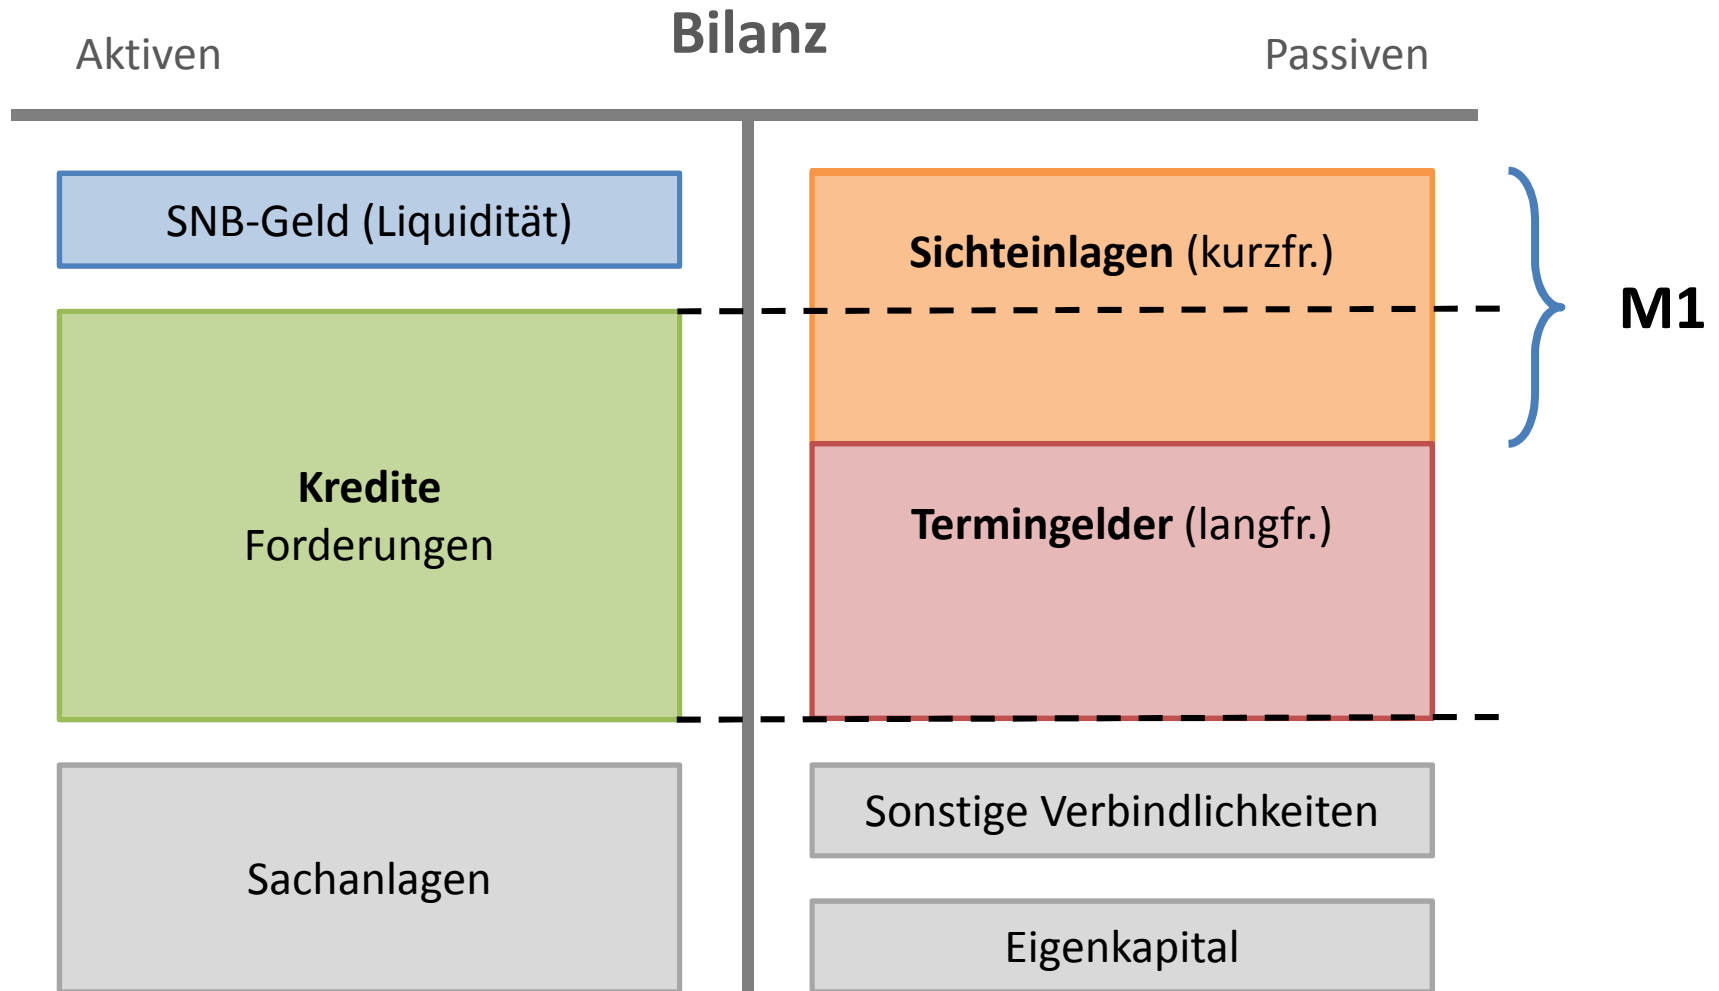 Bilanz
Aktiven
Passiven
SNB-Geld (Liquidität)
Kredite
Forderungen
Sachanlagen
Sichteinlagen (kurzfr.)
M1
Termingelder (langfr.)
Sonstige Verbindlichkeiten
Eigenkapital